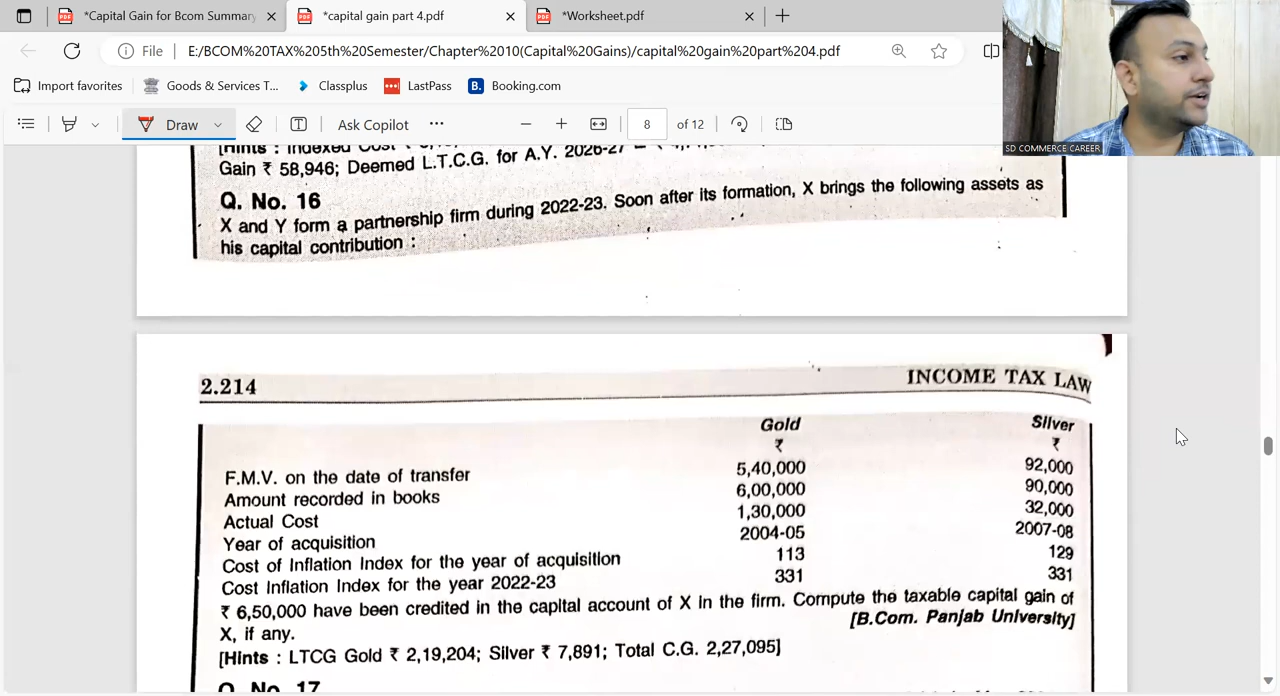 *Capital Gain for Bcom Summary
*capital gain part 4.pdf
*Worksheet.pdf
File
E:/BCOM%20TAX%205th%20Semester/Chapter%2010(Capital%20Gains)/capital%20gain%20part%204.pdf
Import favorites
Goods & Services T...
Classplus
LastPass
B. Booking.com
Draw
Ask Copilot
8 of 12
SD COMMERCE CAREER
[Hints : Indexed Cost ₹
Gain ₹ 58,946; Deemed L.T.C.G. for A.Y. 2026-27
Q. No. 16
X and Y form a partnership firm during 2022-23. Soon after its formation, X brings the following assets as
his capital contribution :
2.214 INCOME TAX LAW
Gold Silver
₹ ₹
F.M.V. on the date of transfer 5,40,000 92,000
Amount recorded in books 6,00,000 90,000
Actual Cost 1,30,000 32,000
Year of acquisition 2004-05 2007-08
Cost of Inflation Index for the year of acquisition 113 129
Cost Inflation Index for the year 2022-23 331 331
₹ 6,50,000 have been credited in the capital account of X in the firm. Compute the taxable capital gain of
X, if any. [B.Com. Panjab University]
[Hints : LTCG Gold ₹ 2,19,204; Silver ₹ 7,891; Total C.G. 2,27,095]
Q. No. 17